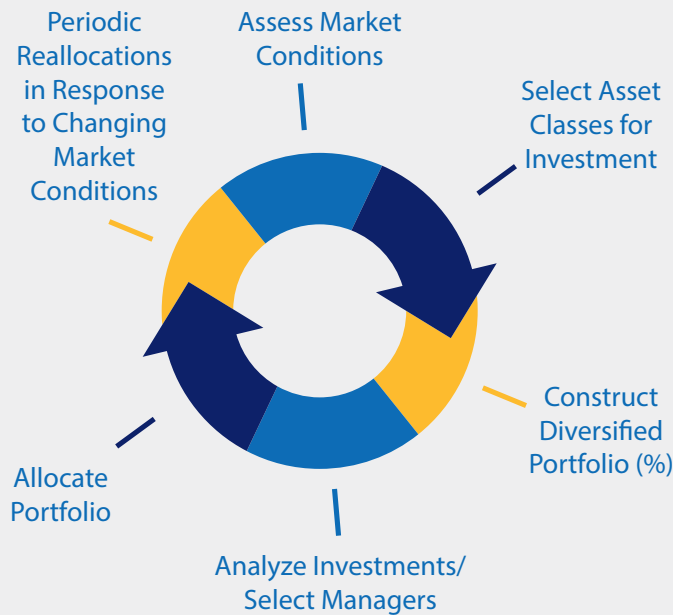 Periodic
Reallocations
in Response
to Changing
Market
Conditions
Assess Market
Conditions
Select Asset
Classes for
Investment
Construct
Diversified
Portfolio (%)
Analyze Investments/
Select Managers
Allocate
Portfolio